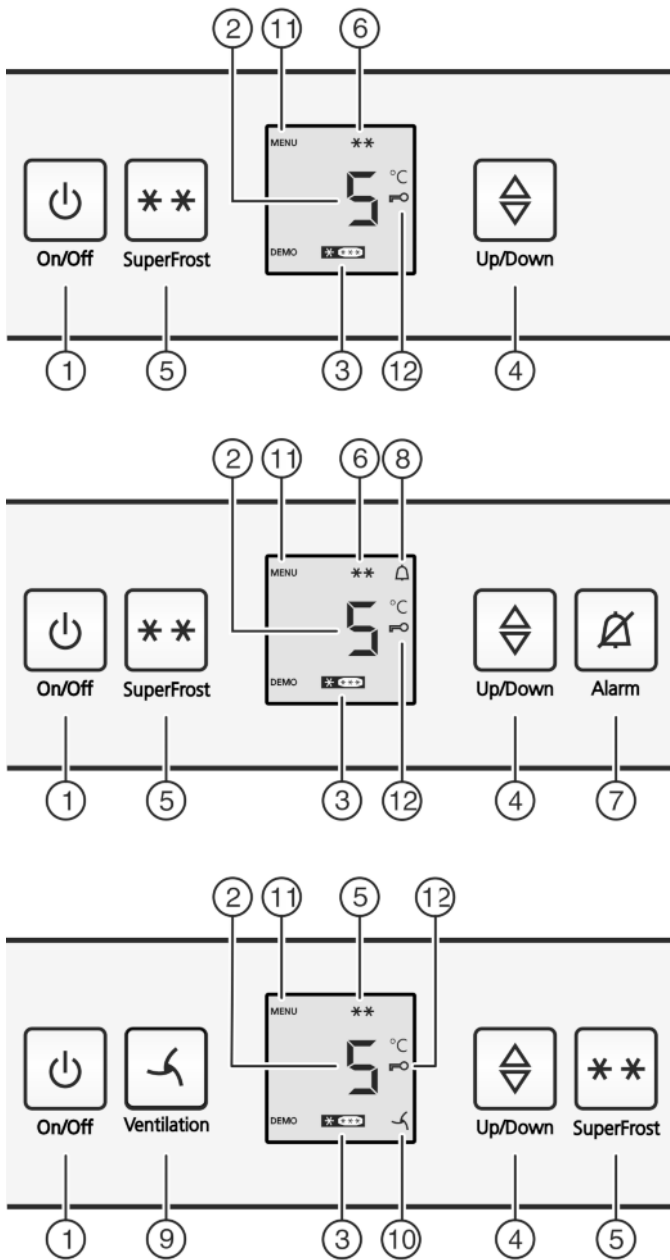 2 11 6
MENU
5 °C
DEMO
On/Off SuperFrost Up/Down
1 5 3 12 4
2 11 6 8
MENU
5 °C
DEMO
On/Off SuperFrost Up/Down Alarm
1 5 3 12 4 7
2 11 5 12
MENU
5 °C
DEMO
On/Off Ventilation Up/Down SuperFrost
1 9 3 10 4 5